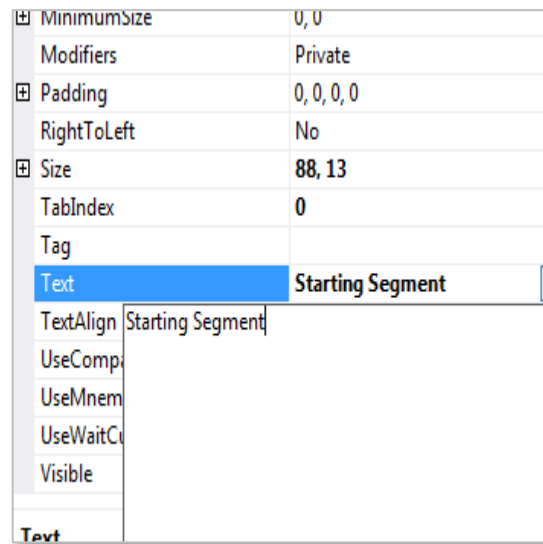 MinimumSize 0, 0
Modifiers Private
Padding 0, 0, 0, 0
RightToLeft No
Size 88, 13
TabIndex 0
Tag
Text Starting Segment
TextAlign Starting Segment
UseCompa
UseMnem
UseWaitCu
Visible
Text